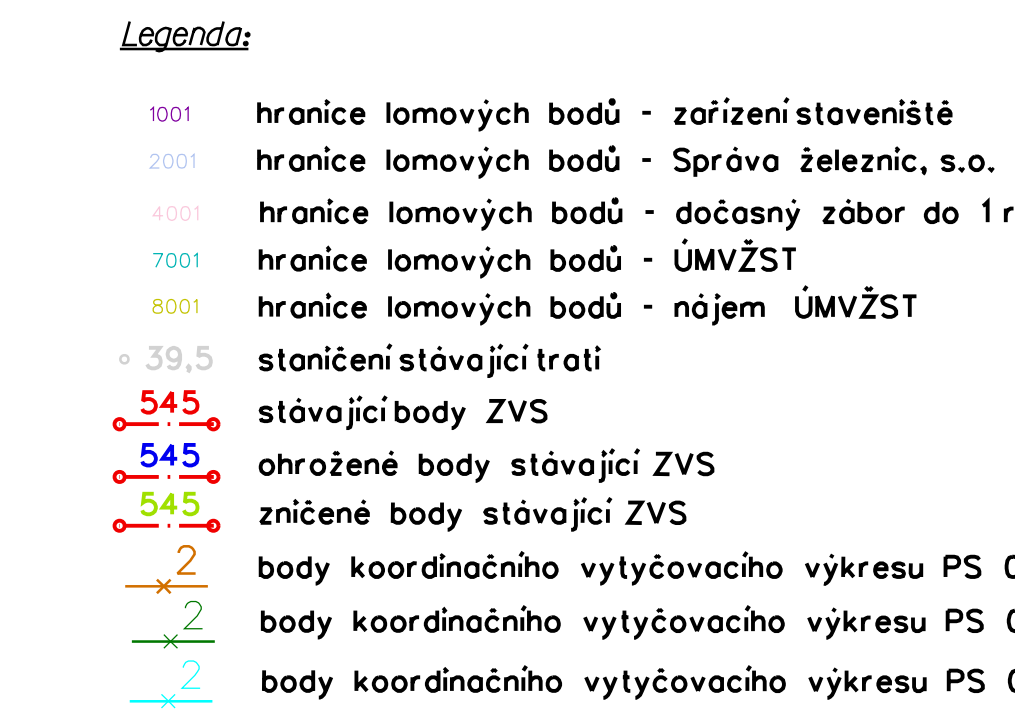 Legenda:
1001 hranice lomových bodů - zařízení staveniště
2001 hranice lomových bodů - Správa železnic, s.o.
4001 hranice lomových bodů - dočasný zábor do 1 r
7001 hranice lomových bodů - ÚMVŽST
8001 hranice lomových bodů - nájem ÚMVŽST
39,5 staničení stávající trati
545 stávající body ZVS
545 ohrožené body stávající ZVS
545 zničené body stávající ZVS
2 body koordinačního vytyčovacího výkresu PS
2 body koordinačního vytyčovacího výkresu PS
2 body koordinačního vytyčovacího výkresu PS